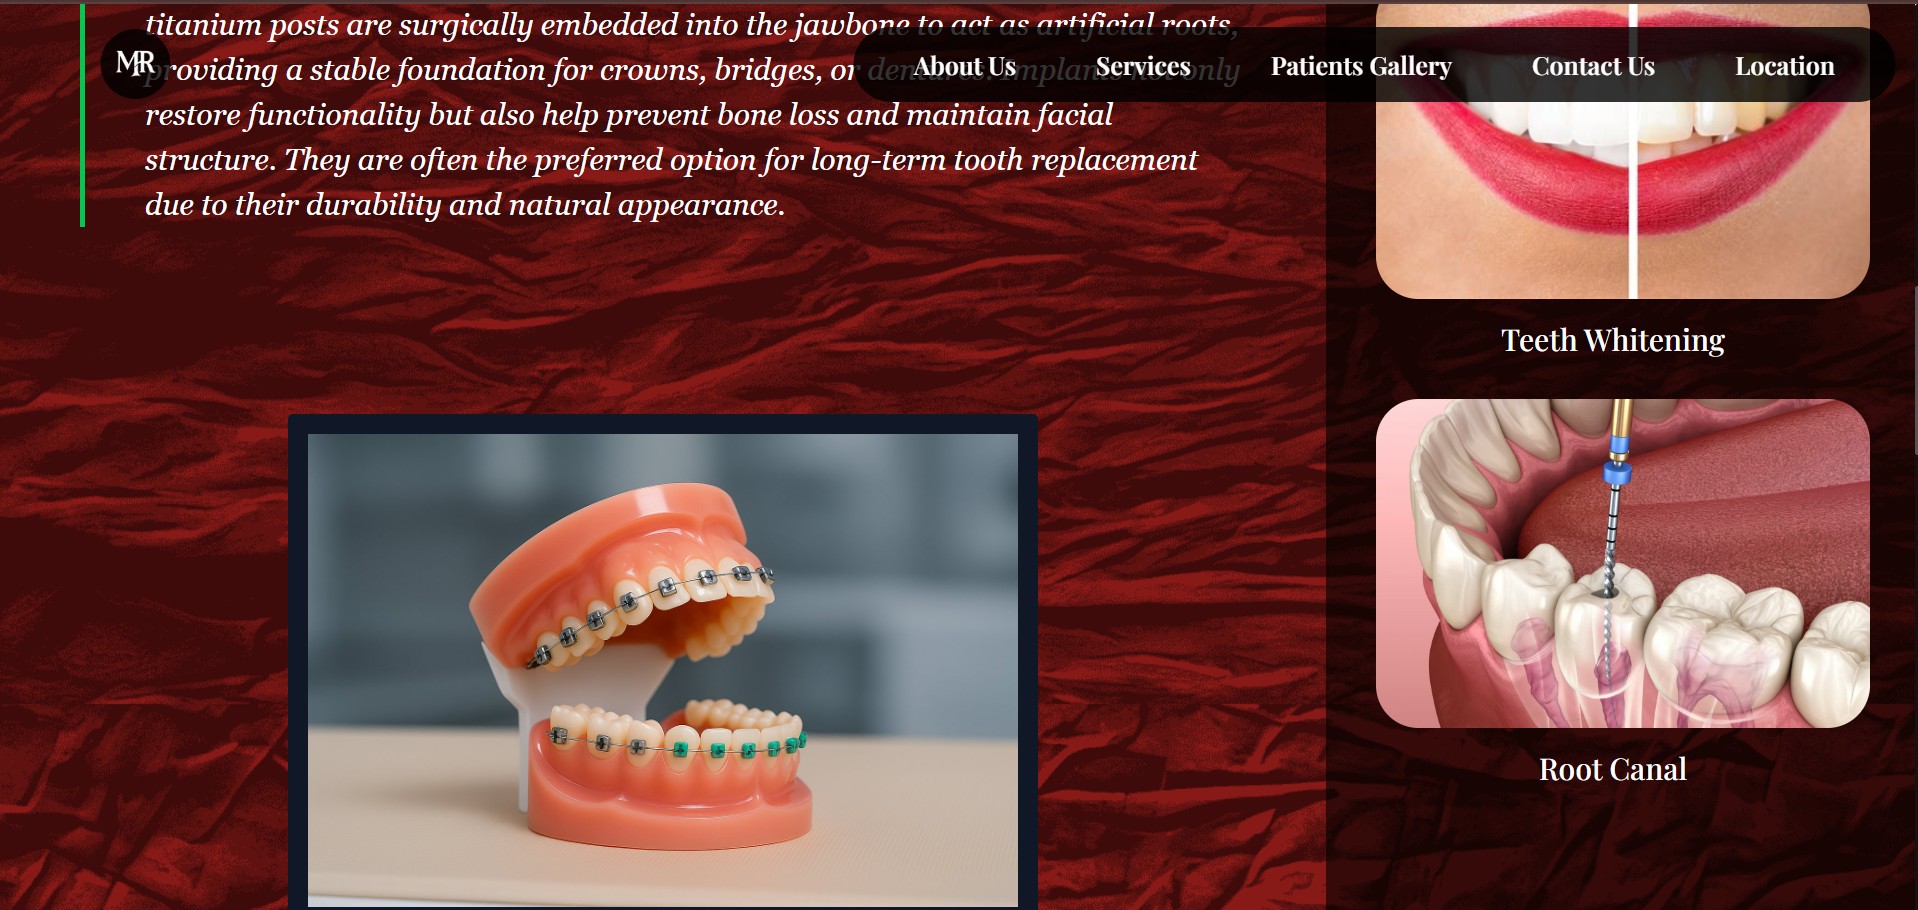 titanium posts are surgically embedded into the jawbone to act as artificial roots,
providing a stable foundation for crowns, bridges, or dentures. Implants not only
restore functionality but also help prevent bone loss and maintain facial
structure. They are often the preferred option for long-term tooth replacement
due to their durability and natural appearance.
MR
About Us
Services
Patients Gallery
Contact Us
Location
Teeth Whitening
Root Canal